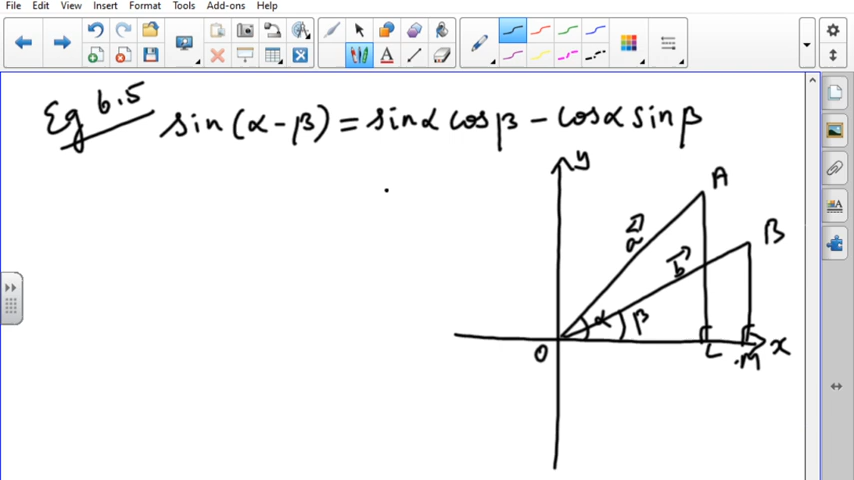 File Edit View Insert Format Tools Add-ons Help
Eg 6.5
sin(α-β) = sinα cosβ - cosα sinβ
y
A
a⃗
B
b⃗
α
β
O
L
M
x